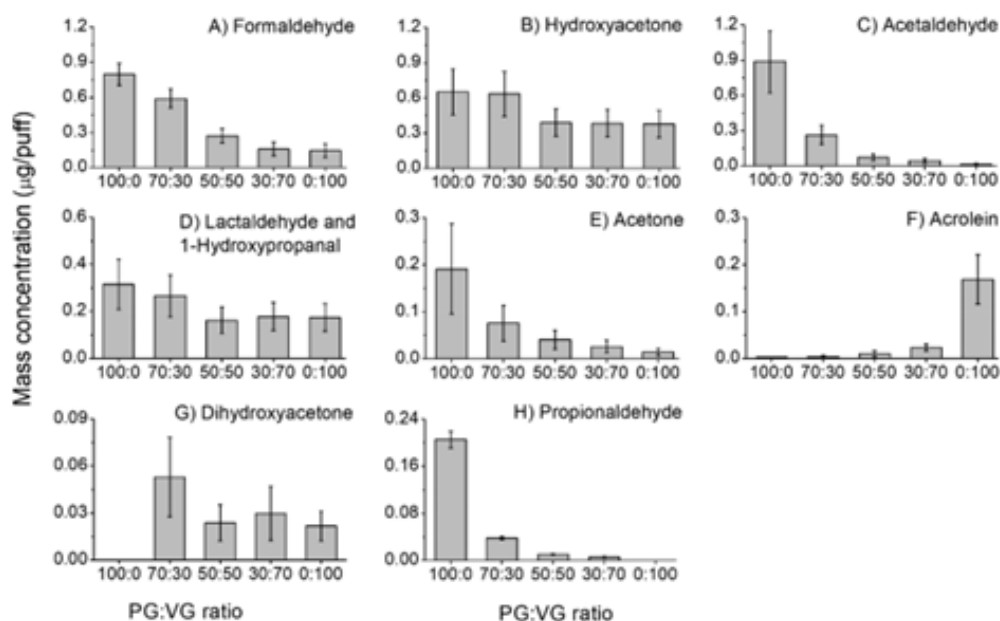 Mass concentration (μg/puff)
A) Formaldehyde
1.2
0.9
0.6
0.3
0.0
100:0 70:30 50:50 30:70 0:100
B) Hydroxyacetone
1.2
0.9
0.6
0.3
0.0
100:0 70:30 50:50 30:70 0:100
C) Acetaldehyde
1.2
0.9
0.6
0.3
0.0
100:0 70:30 50:50 30:70 0:100
D) Lactaldehyde and
1-Hydroxypropanal
0.6
0.4
0.2
0.0
100:0 70:30 50:50 30:70 0:100
E) Acetone
0.3
0.2
0.1
0.0
100:0 70:30 50:50 30:70 0:100
F) Acrolein
0.3
0.2
0.1
0.0
100:0 70:30 50:50 30:70 0:100
G) Dihydroxyacetone
0.09
0.06
0.03
0.00
100:0 70:30 50:50 30:70 0:100
PG:VG ratio
H) Propionaldehyde
0.24
0.16
0.08
0.00
100:0 70:30 50:50 30:70 0:100
PG:VG ratio